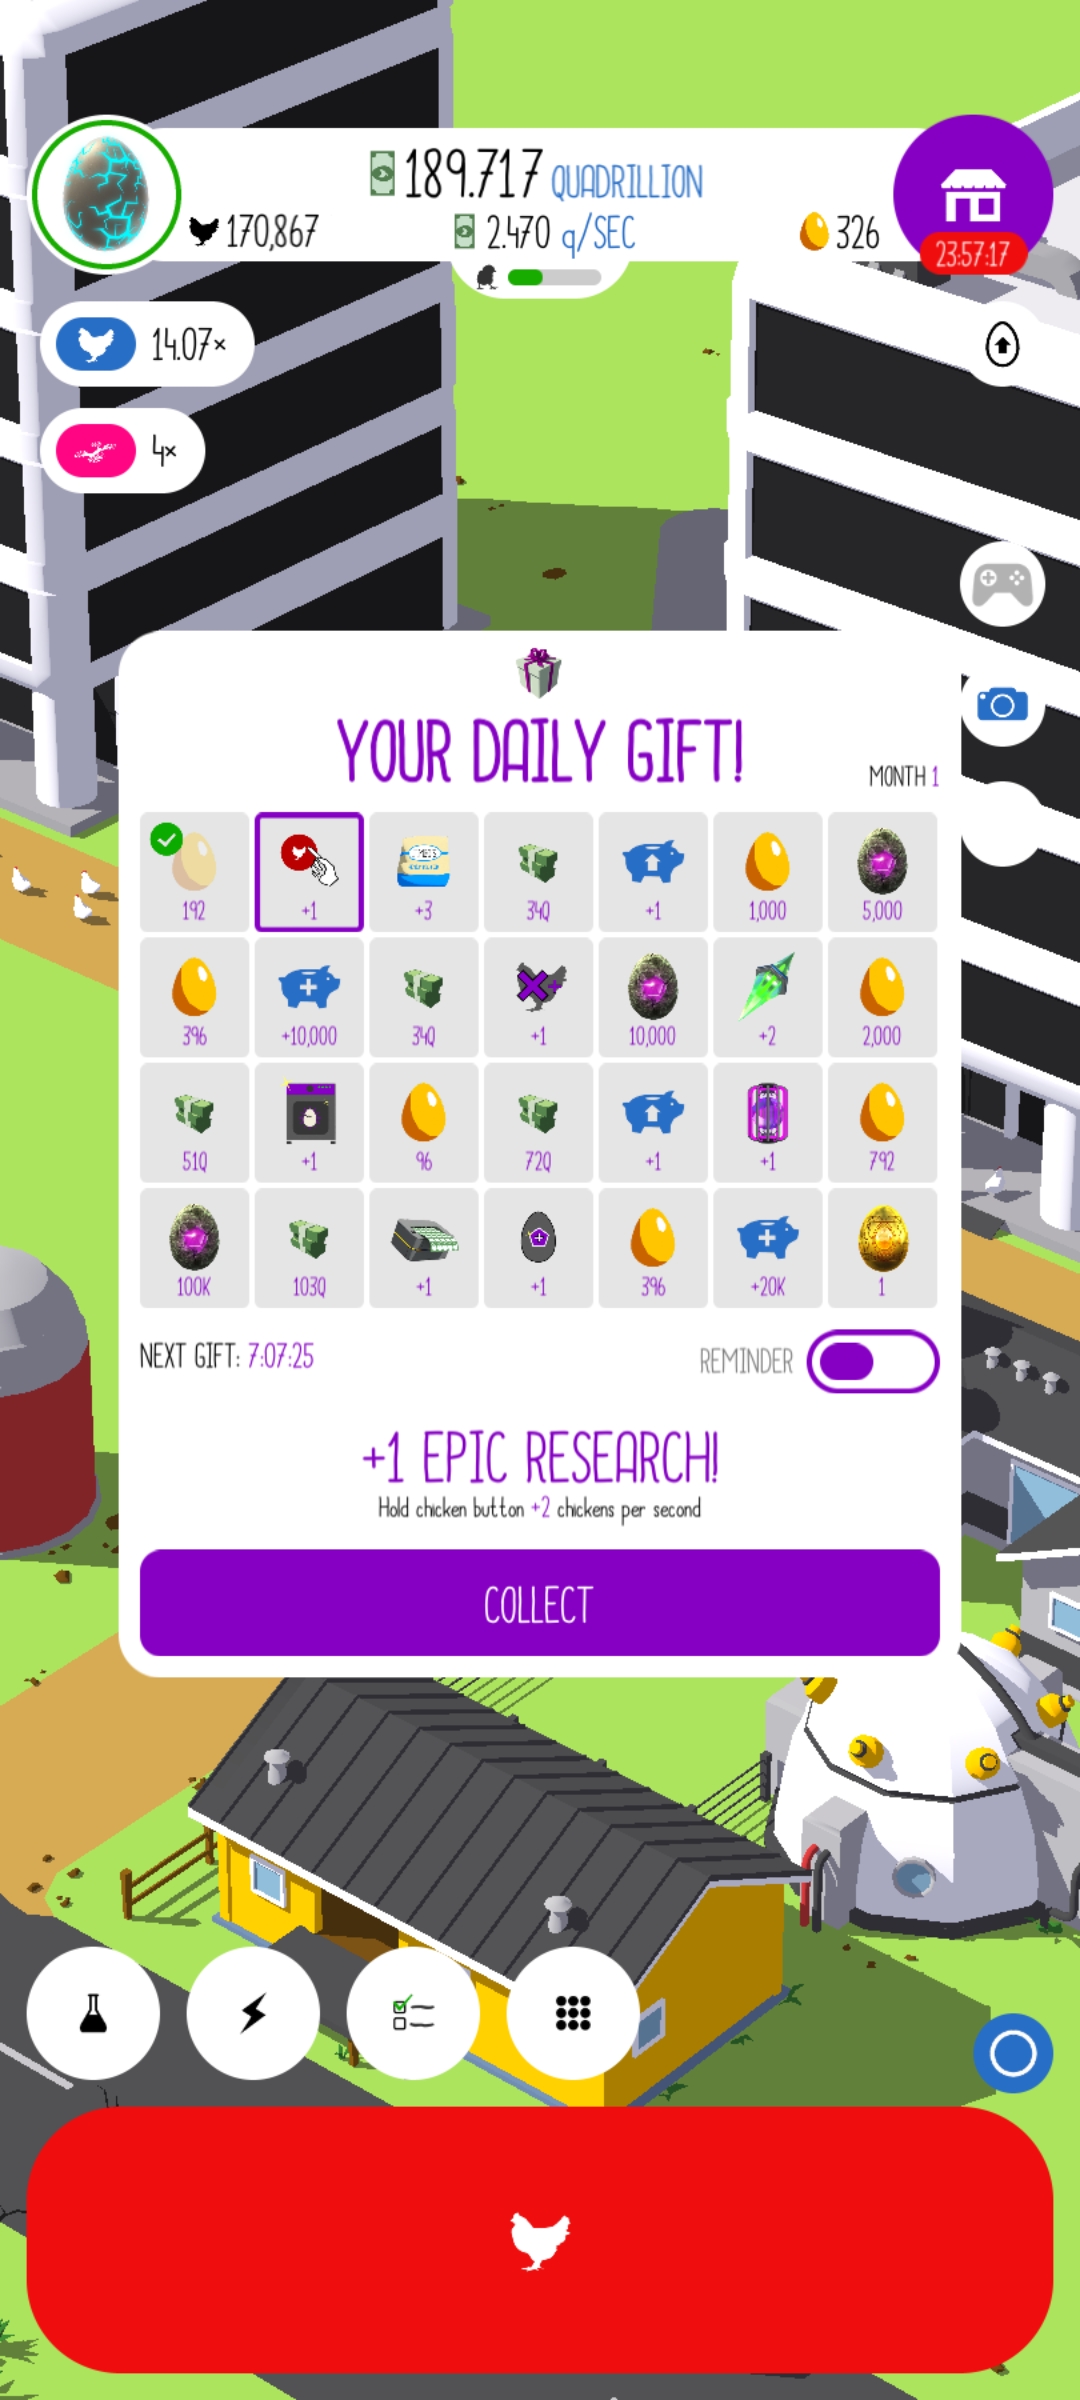 189.717 QUADRILLION
170,867 2.470 q/SEC 326
23:57:17
14.07×
4×
YOUR DAILY GIFT!
MONTH 1
192 +1 +3 34Q +1 1,000 5,000
396 +10,000 34Q +1 10,000 +2 2,000
51Q +1 96 72Q +1 +1 792
100K 103Q +1 +1 396 +20K 1
NEXT GIFT: 7:07:25 REMINDER
+1 EPIC RESEARCH!
Hold chicken button +2 chickens per second
COLLECT